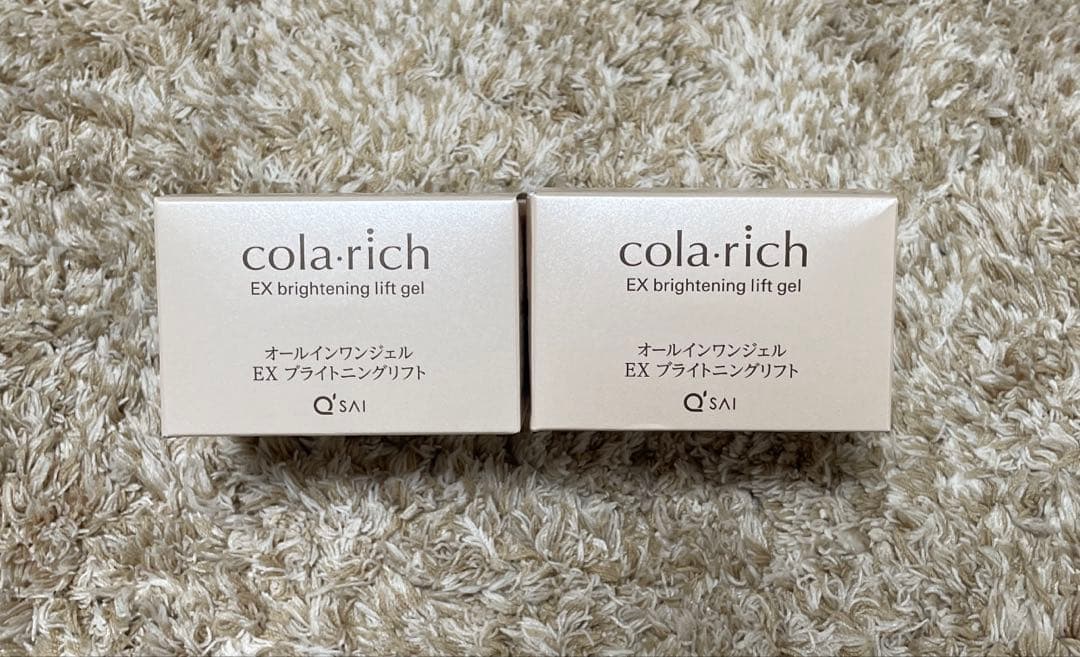 cola·rich
EX brightening lift gel
オールインワンジェル
EX ブライトニングリフト
Q'SAI
cola·rich
EX brightening lift gel
オールインワンジェル
EX ブライトニングリフト
Q'SAI